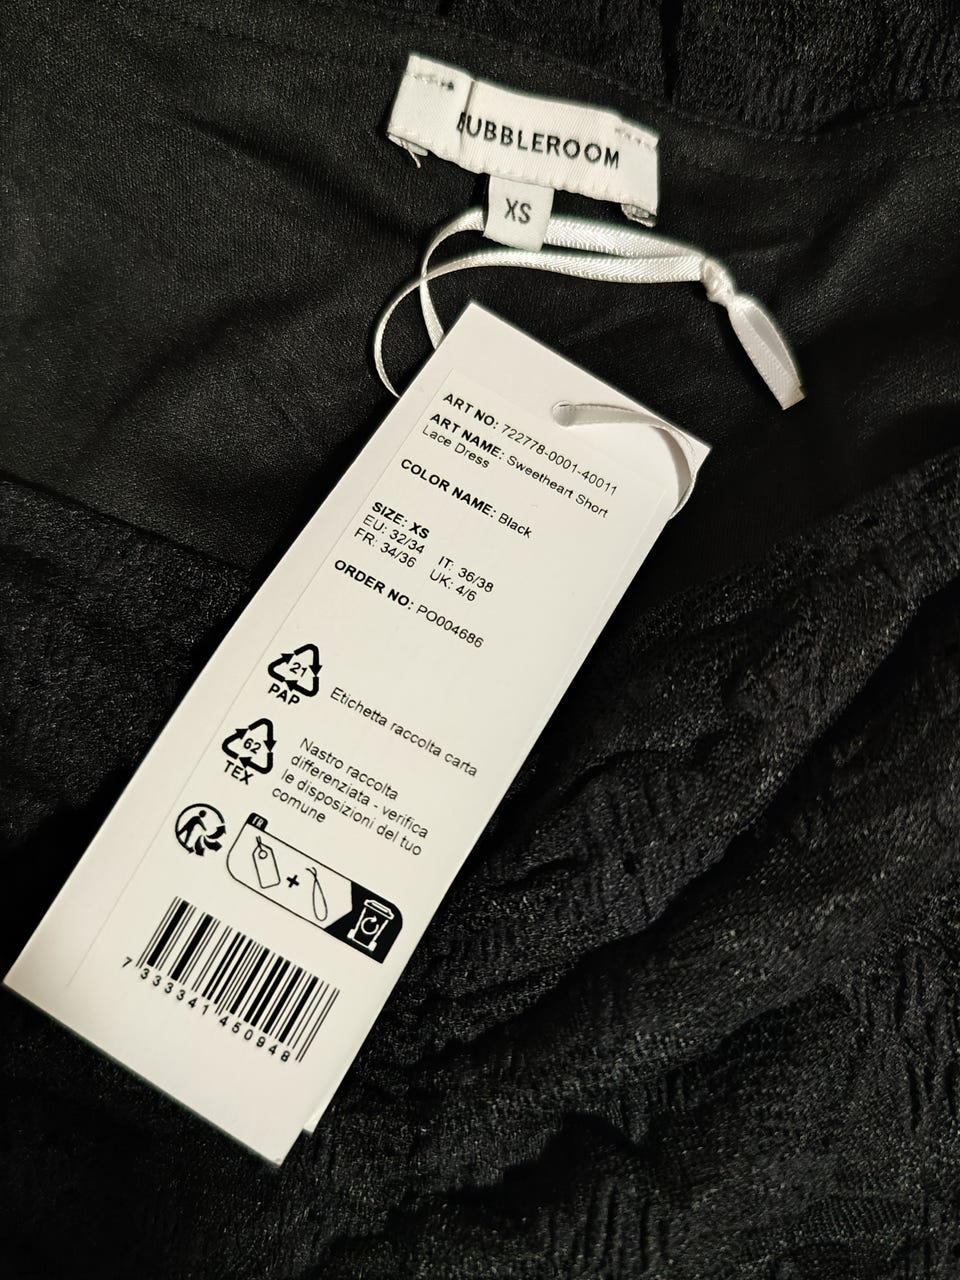 BUBBLEROOM
XS
ART NO: 722778-0001-40011
ART NAME: Sweetheart Short
Lace Dress
COLOR NAME: Black
SIZE: XS
EU: 32/34 IT: 36/38
FR: 34/36 UK: 4/6
ORDER NO: PO004686
21
PAP
Etichetta raccolta carta
62
TEX
Nastro raccolta
differenziata - verifica
le disposizioni del tuo
comune
FR
+
7 333341 450948